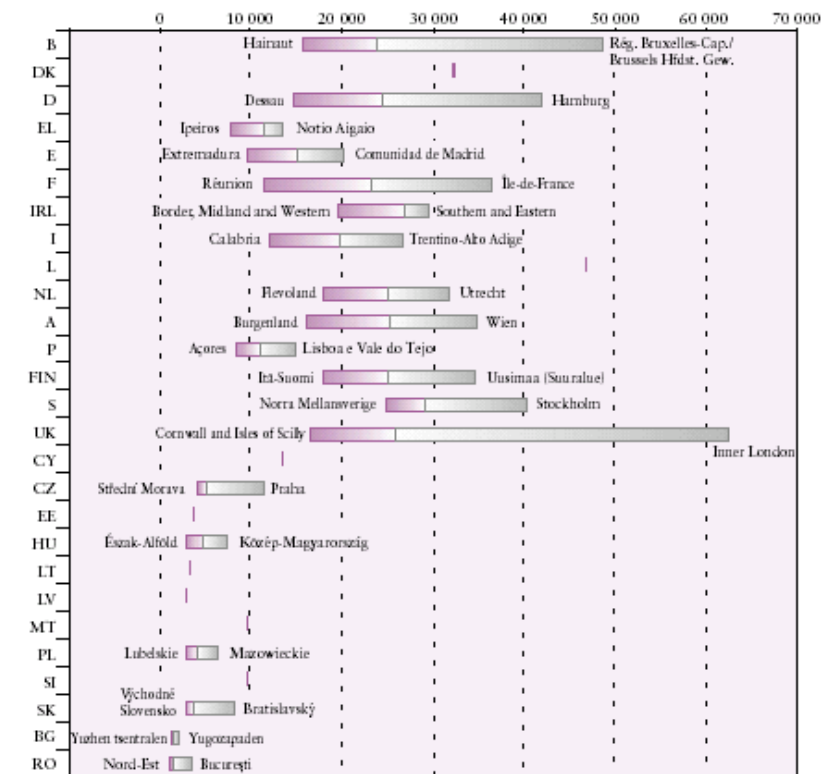 0 10 000 20 000 30 000 40 000 50 000 60 000 70 000
B Hainaut Rég. Bruxelles-Cap./
Brussels Hfdst. Gew.
DK
D Dessau Hamburg
EL Ipeiros Notio Aigaio
E Extremadura Comunidad de Madrid
F Réunion Île-de-France
IRL Border, Midland and Western Southern and Eastern
I Calabria Trentino-Alto Adige
L
NL Flevoland Utrecht
A Burgenland Wien
P Açores Lisboa e Vale do Tejo
FIN Itä-Suomi Uusimaa (Suuralue)
S Norra Mellansverige Stockholm
UK Cornwall and Isles of Scilly
Inner London
CY
CZ Střední Morava Praha
EE
HU Észak-Alföld Közép-Magyarország
LT
LV
MT
PL Lubelskie Mazowieckie
SI
Východné
SK Slovensko Bratislavský
BG Yuzhen tsentralen Yugozapaden
RO Nord-Est Bucureşti